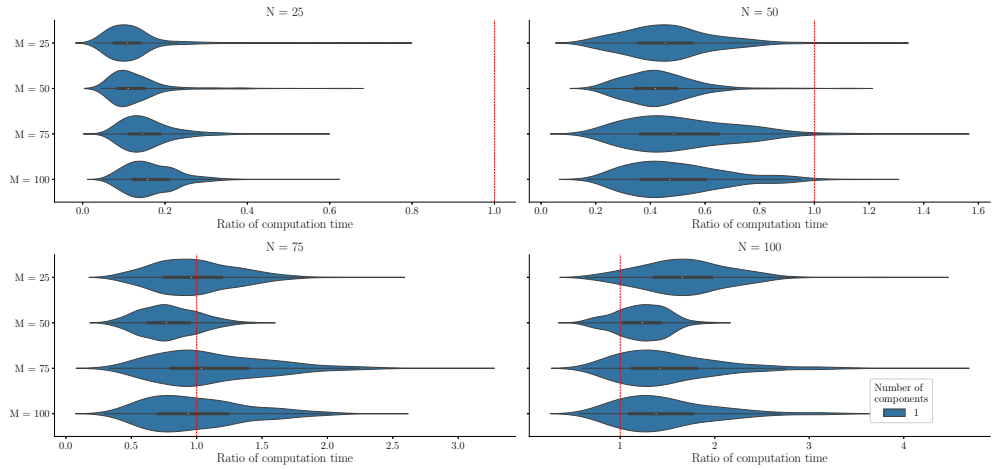 N = 25
M = 25
M = 50
M = 75
M = 100
0.0 0.2 0.4 0.6 0.8 1.0
Ratio of computation time
N = 50
0.0 0.2 0.4 0.6 0.8 1.0 1.2 1.4 1.6
Ratio of computation time
N = 75
M = 25
M = 50
M = 75
M = 100
0.0 0.5 1.0 1.5 2.0 2.5 3.0
Ratio of computation time
N = 100
Number of
components
1
1 2 3 4
Ratio of computation time